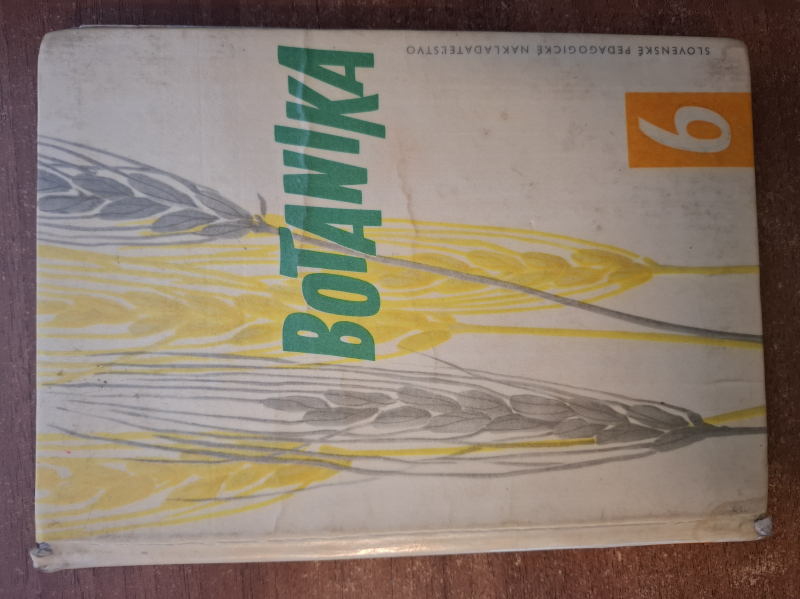 BOTANIKA
6
SLOVENSKÉ PEDAGOGICKÉ NAKLADATEĽSTVO